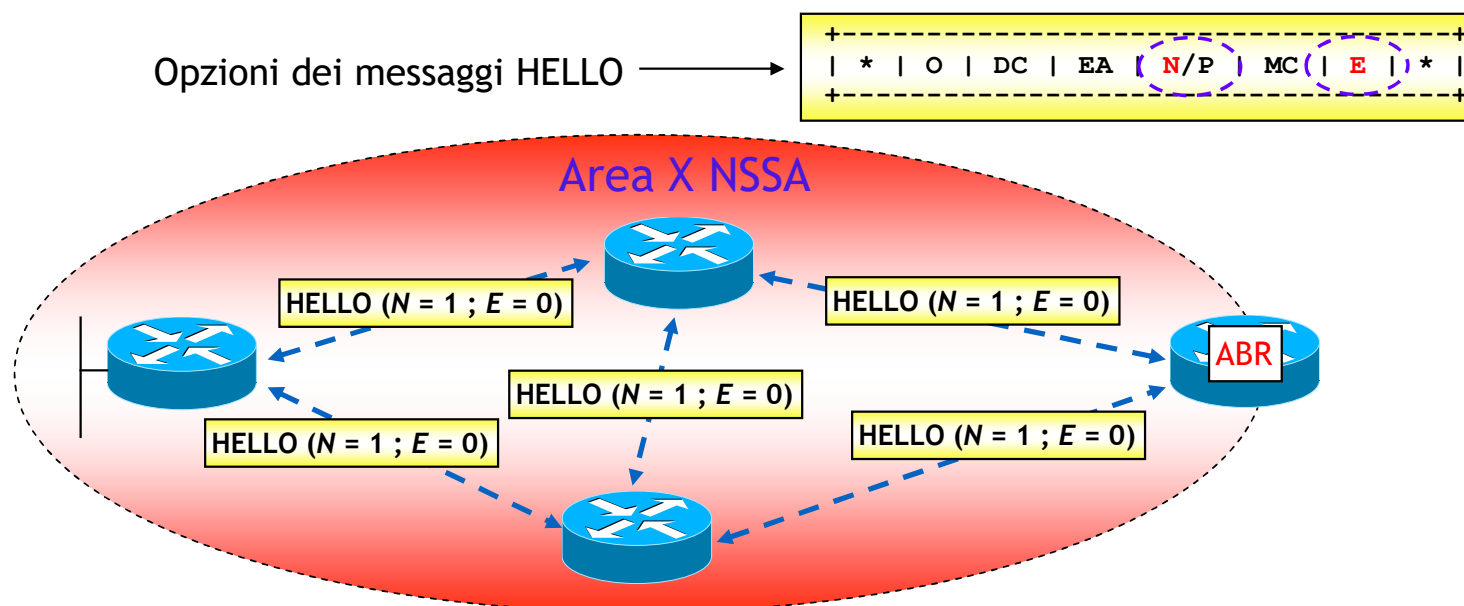 +-------------------------------+
Opzioni dei messaggi HELLO
| * | O | DC | EA | N/P | MC | E | * |
+-------------------------------+
Area X NSSA
HELLO (N = 1 ; E = 0)
HELLO (N = 1 ; E = 0)
ABR
HELLO (N = 1 ; E = 0)
HELLO (N = 1 ; E = 0)
HELLO (N = 1 ; E = 0)